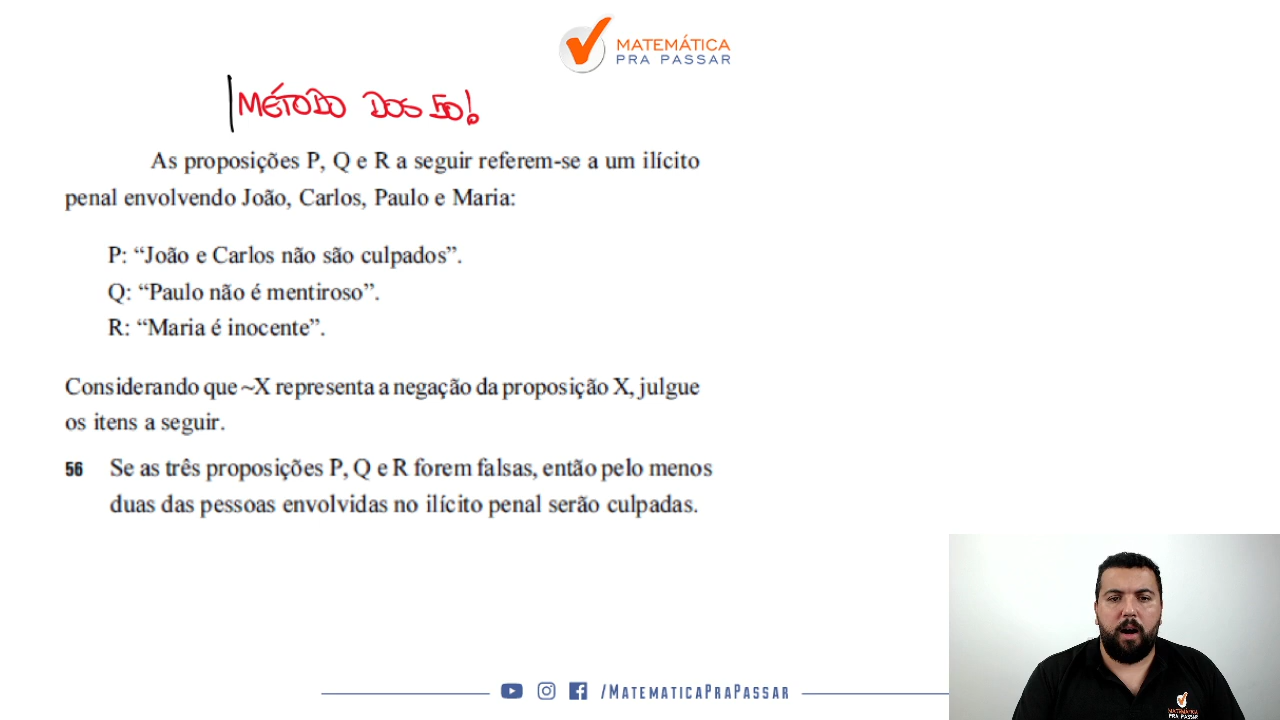 MATEMÁTICA
PRA PASSAR
MÉTODO DOS 50!
As proposições P, Q e R a seguir referem-se a um ilícito
penal envolvendo João, Carlos, Paulo e Maria:
P: “João e Carlos não são culpados”.
Q: “Paulo não é mentiroso”.
R: “Maria é inocente”.
Considerando que ~X representa a negação da proposição X, julgue
os itens a seguir.
56 Se as três proposições P, Q e R forem falsas, então pelo menos
duas das pessoas envolvidas no ilícito penal serão culpadas.
/MATEMATICAPRAPASSAR
MATEMÁTICA
PRA PASSAR